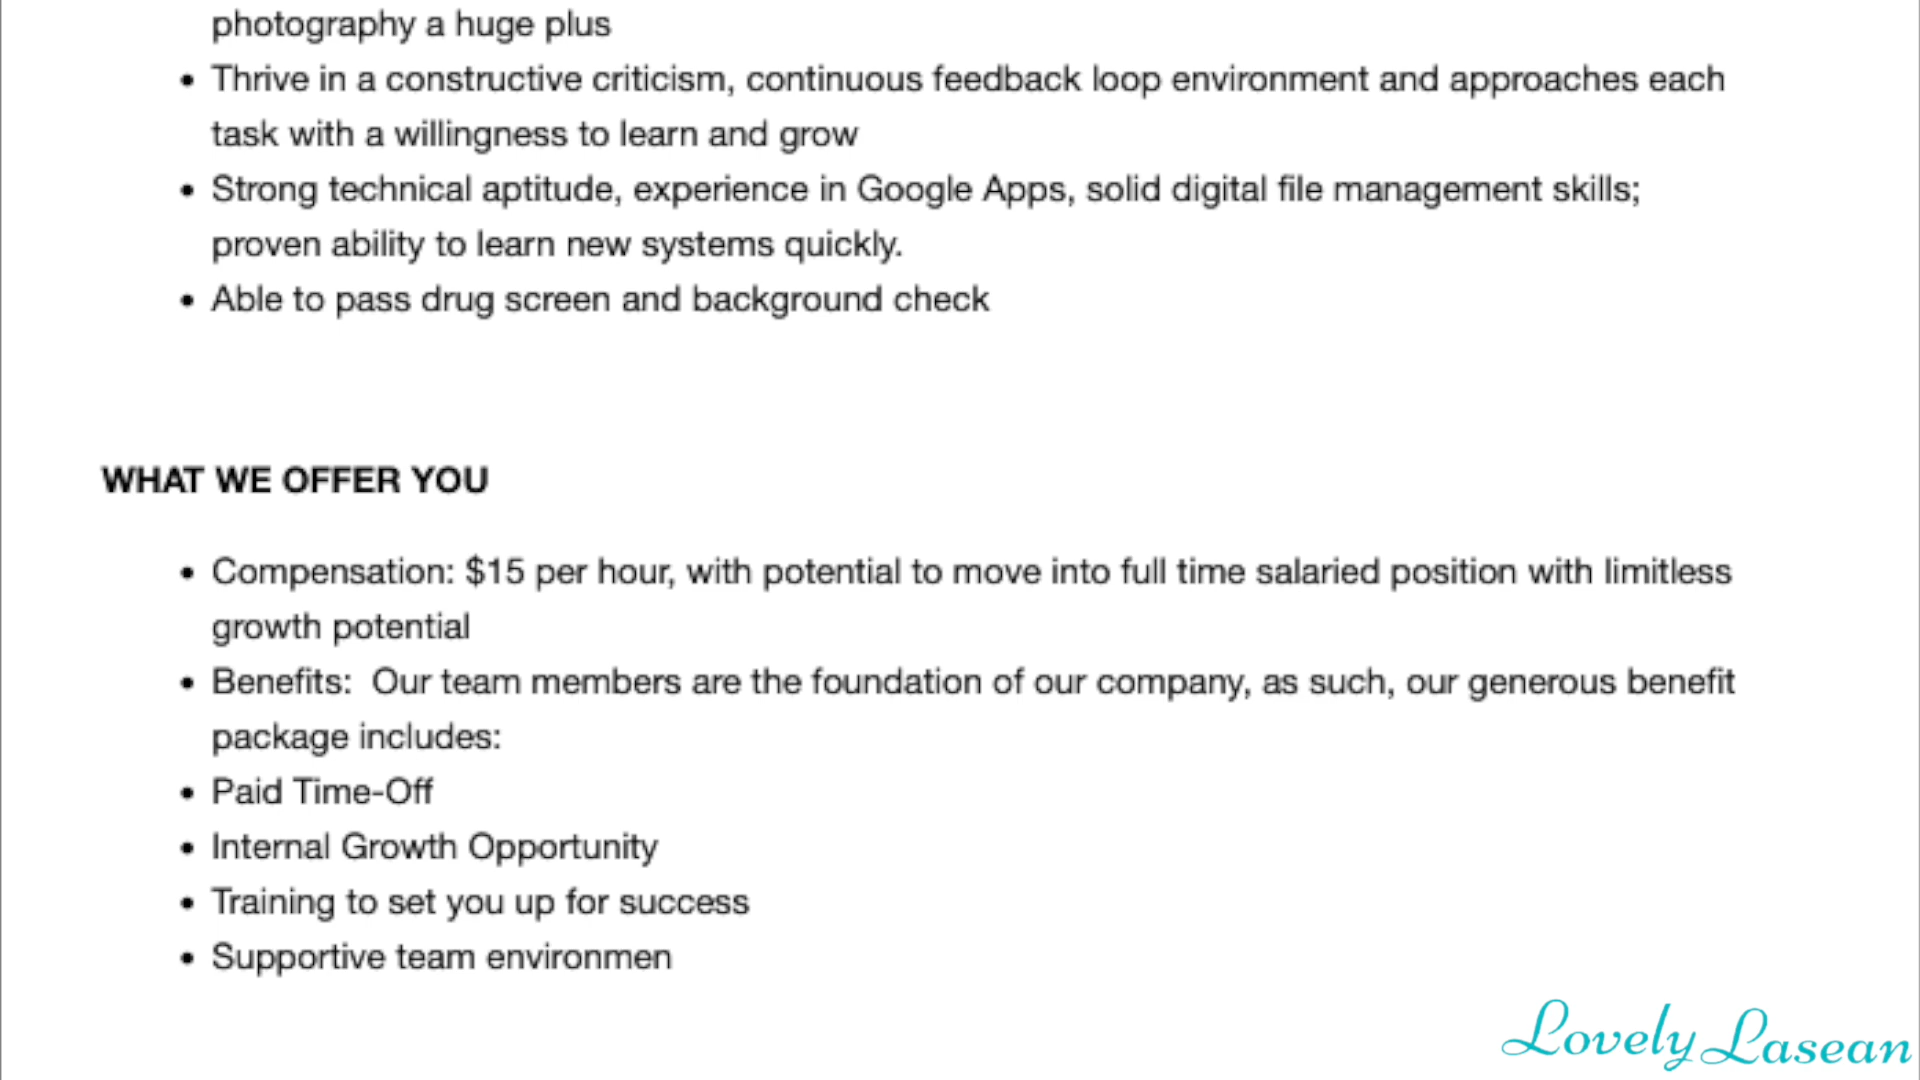 photography a huge plus
• Thrive in a constructive criticism, continuous feedback loop environment and approaches each
task with a willingness to learn and grow
• Strong technical aptitude, experience in Google Apps, solid digital file management skills;
proven ability to learn new systems quickly.
• Able to pass drug screen and background check
WHAT WE OFFER YOU
• Compensation: $15 per hour, with potential to move into full time salaried position with limitless
growth potential
• Benefits:  Our team members are the foundation of our company, as such, our generous benefit
package includes:
• Paid Time-Off
• Internal Growth Opportunity
• Training to set you up for success
• Supportive team environmen
Lovely Lasean